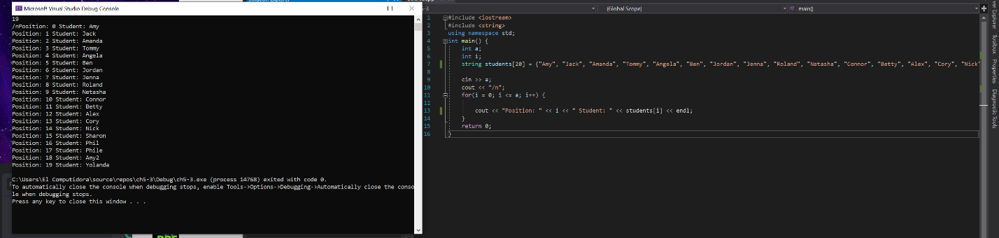 Solution Explorer
Microsoft Visual Studio Debug Console
19
/nPosition: 0 Student: Amy
Position: 1 Student: Jack
Position: 2 Student: Amanda
Position: 3 Student: Tommy
Position: 4 Student: Angela
Position: 5 Student: Ben
Position: 6 Student: Jordan
Position: 7 Student: Jenna
Position: 8 Student: Roland
Position: 9 Student: Netasha
Position: 10 Student: Connor
Position: 11 Student: Betty
Position: 12 Student: Alex
Position: 13 Student: Cory
Position: 14 Student: Nick
Position: 15 Student: Sharon
Position: 16 Student: Phil
Position: 17 Student: Phile
Position: 18 Student: Amy2
Position: 19 Student: Yolanda
C:\Users\El Computidora\source\repos\ch5-3\Debug\ch5-3.exe (process 14768) exited with code 0.
To automatically close the console when debugging stops, enable Tools->Options->Debugging->Automatically close the conso
le when debugging stops.
Press any key to close this window . . .
5-3 (Global Scope) main()
1 #include <iostream>
2 #include <string>
3 using namespace std;
4 int main() {
5 int a;
6 int i;
7 string students[20] = {"Amy", "Jack", "Amanda", "Tommy", "Angela", "Ben", "Jordan", "Jenna", "Roland", "Netasha", "Connor", "Betty", "Alex", "Cory", "Nick"
8
9 cin >> a;
10 cout << "/n";
11 for(i = 0; i <= a; i++) {
12
13 cout << "Position: " << i << " Student: " << students[i] << endl;
14 }
15 return 0;
16 }
ver Explorer
Toolbox
Properties
Diagnostic Tools